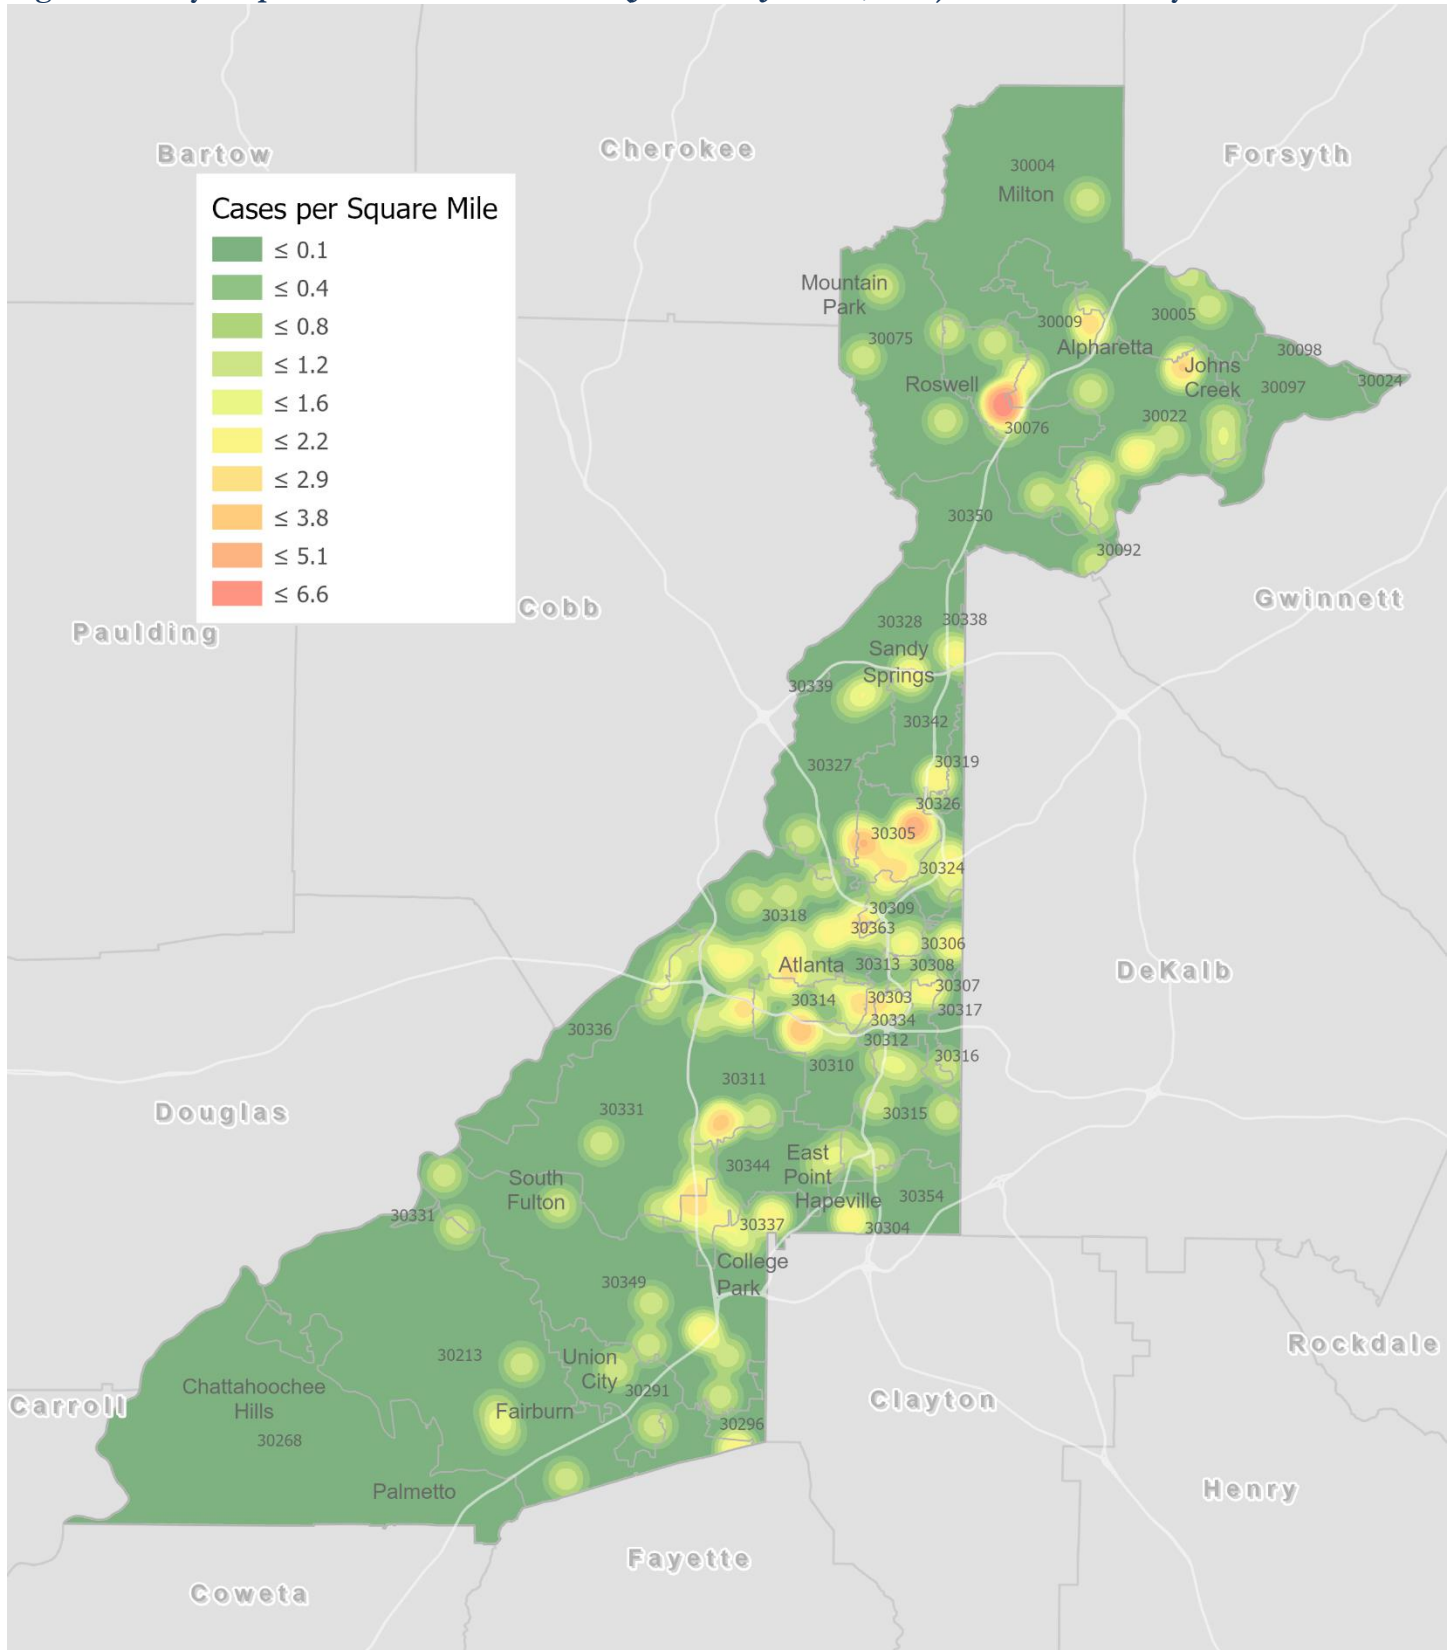 Bartow
Cherokee
Forsyth
30004
Milton
Cases per Square Mile
≤ 0.1
≤ 0.4
≤ 0.8
≤ 1.2
≤ 1.6
≤ 2.2
≤ 2.9
≤ 3.8
≤ 5.1
≤ 6.6
Mountain
Park
30009
30005
30075
Alpharetta
30098
Johns
Creek
30024
30097
Roswell
30022
30076
30350
30092
Cobb
Gwinnett
Paulding
30328
30338
Sandy
Springs
30339
30342
30327
30319
30326
30305
30324
30309
30318
30363
30306
Atlanta
30313
30308
DeKalb
30307
30314
30303
30317
30334
30336
30312
30316
30310
30311
Douglas
30331
30315
East
Point
30344
South
Fulton
Hapeville
30354
30331
30337
30304
College
Park
30349
Rockdale
30213
Union
City
30291
Chattahoochee
Hills
Carroll
Fairburn
Clayton
30296
30268
Palmetto
Henry
Fayette
Coweta